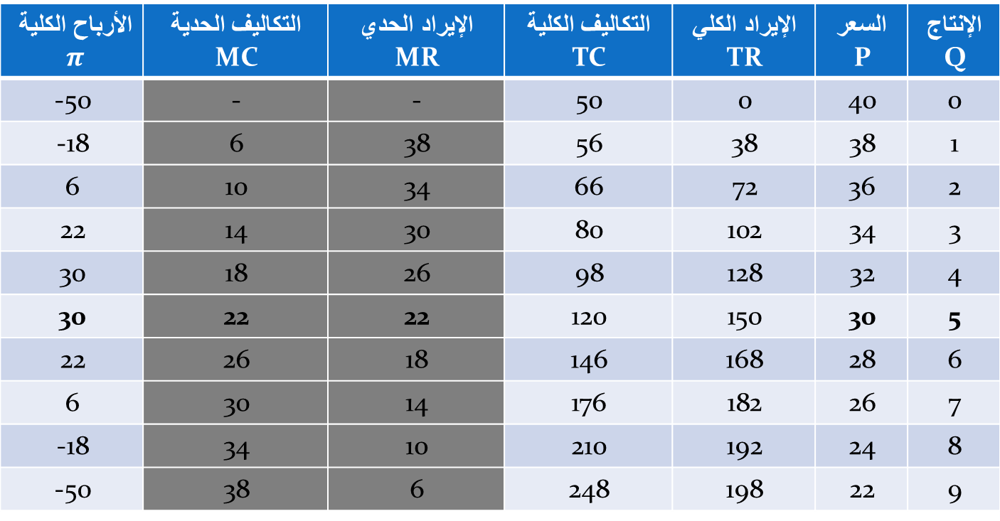 الإنتاج Q | السعر P | الإيراد الكلي TR | التكاليف الكلية TC | الإيراد الحدي MR | التكاليف الحدية MC | الأرباح الكلية π
0 | 40 | 0 | 50 | - | - | -50
1 | 38 | 38 | 56 | 38 | 6 | -18
2 | 36 | 72 | 66 | 34 | 10 | 6
3 | 34 | 102 | 80 | 30 | 14 | 22
4 | 32 | 128 | 98 | 26 | 18 | 30
5 | 30 | 150 | 120 | 22 | 22 | 30
6 | 28 | 168 | 146 | 18 | 26 | 22
7 | 26 | 182 | 176 | 14 | 30 | 6
8 | 24 | 192 | 210 | 10 | 34 | -18
9 | 22 | 198 | 248 | 6 | 38 | -50